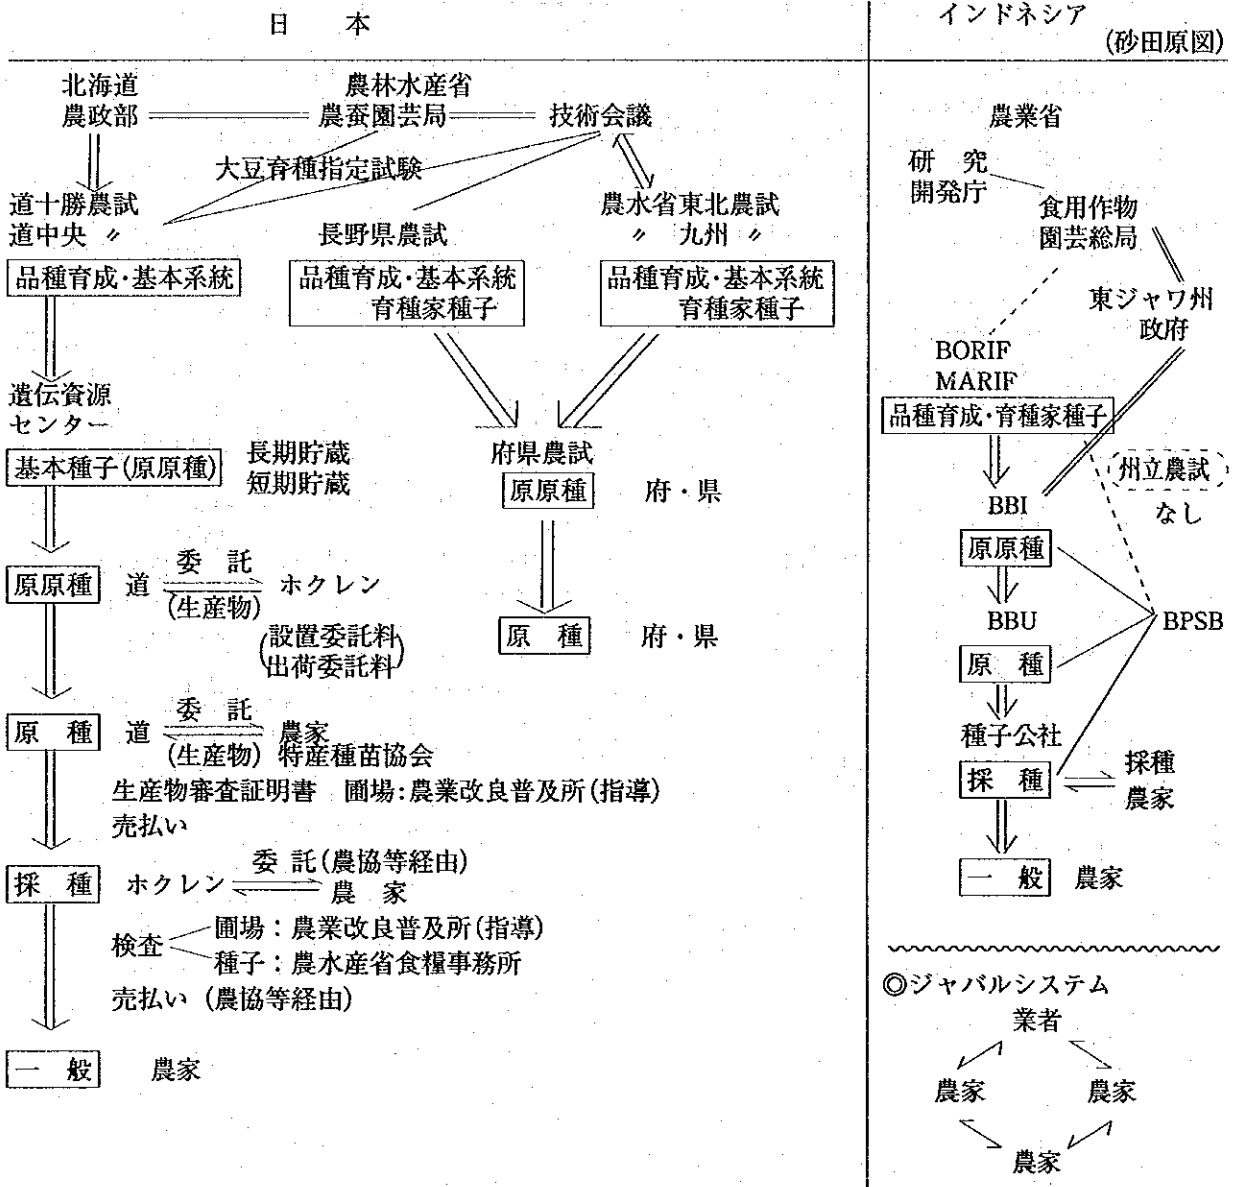 日　本
北海道
農政部
農林水産省
農蚕園芸局
技術会議
大豆育種指定試験
道十勝農試
道中央　〃
長野県農試
農水省東北農試
〃　九州　〃
品種育成・基本系統
品種育成・基本系統
育種家種子
品種育成・基本系統
育種家種子
遺伝資源
センター
基本種子(原原種)
長期貯蔵
短期貯蔵
府県農試
原原種　府・県
原原種　道　委　託　ホクレン
(生産物)
(設置委託料
出荷委託料)
原　種　府・県
原　種　道　委　託　農家
(生産物)　特産種苗協会
生産物審査証明書　圃場:農業改良普及所(指導)
売払い
採　種　ホクレン　委　託(農協等経由)
農　家
検査　圃場：農業改良普及所(指導)
種子：農水産省食糧事務所
売払い (農協等経由)
一　般　農家
インドネシア
(砂田原図)
農業省
研　究
開発庁
食用作物
園芸総局
東ジャワ州
政府
BORIF
MARIF
品種育成・育種家種子
州立農試
なし
BBI
原原種
BBU
BPSB
原　種
種子公社
採　種
採種
農家
一　般　農家
◎ジャバルシステム
業者
農家　農家
農家